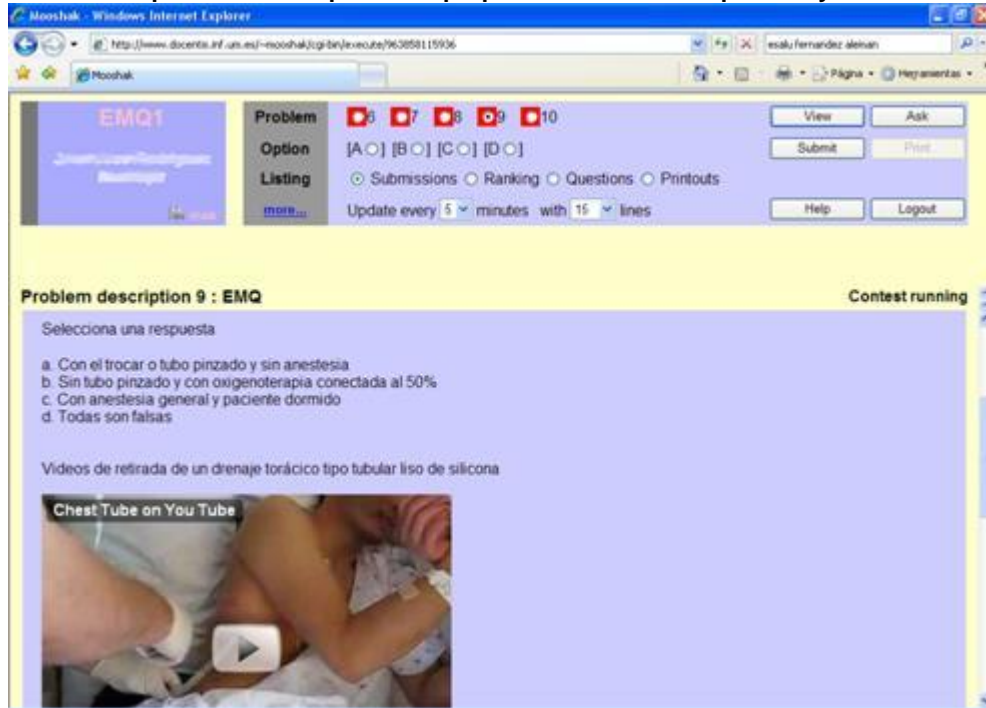 Mooshak - Windows Internet Explorer
http://www.docentis.inf.um.es/~mooshak/cgi-bin/execute/963858115936
esalu fernandez aleman
Mooshak
Página
Herramientas
EMQ1
Problem 6 7 8 9 10 View Ask
Option [A] [B] [C] [D] Submit Print
Listing Submissions Ranking Questions Printouts
more... Update every 5 minutes with 15 lines Help Logout
Problem description 9 : EMQ Contest running
Selecciona una respuesta
a. Con el trocar o tubo pinzado y sin anestesia
b. Sin tubo pinzado y con oxigenoterapia conectada al 50%
c. Con anestesia general y paciente dormido
d. Todas son falsas
Videos de retirada de un drenaje torácico tipo tubular liso de silicona
Chest Tube on You Tube